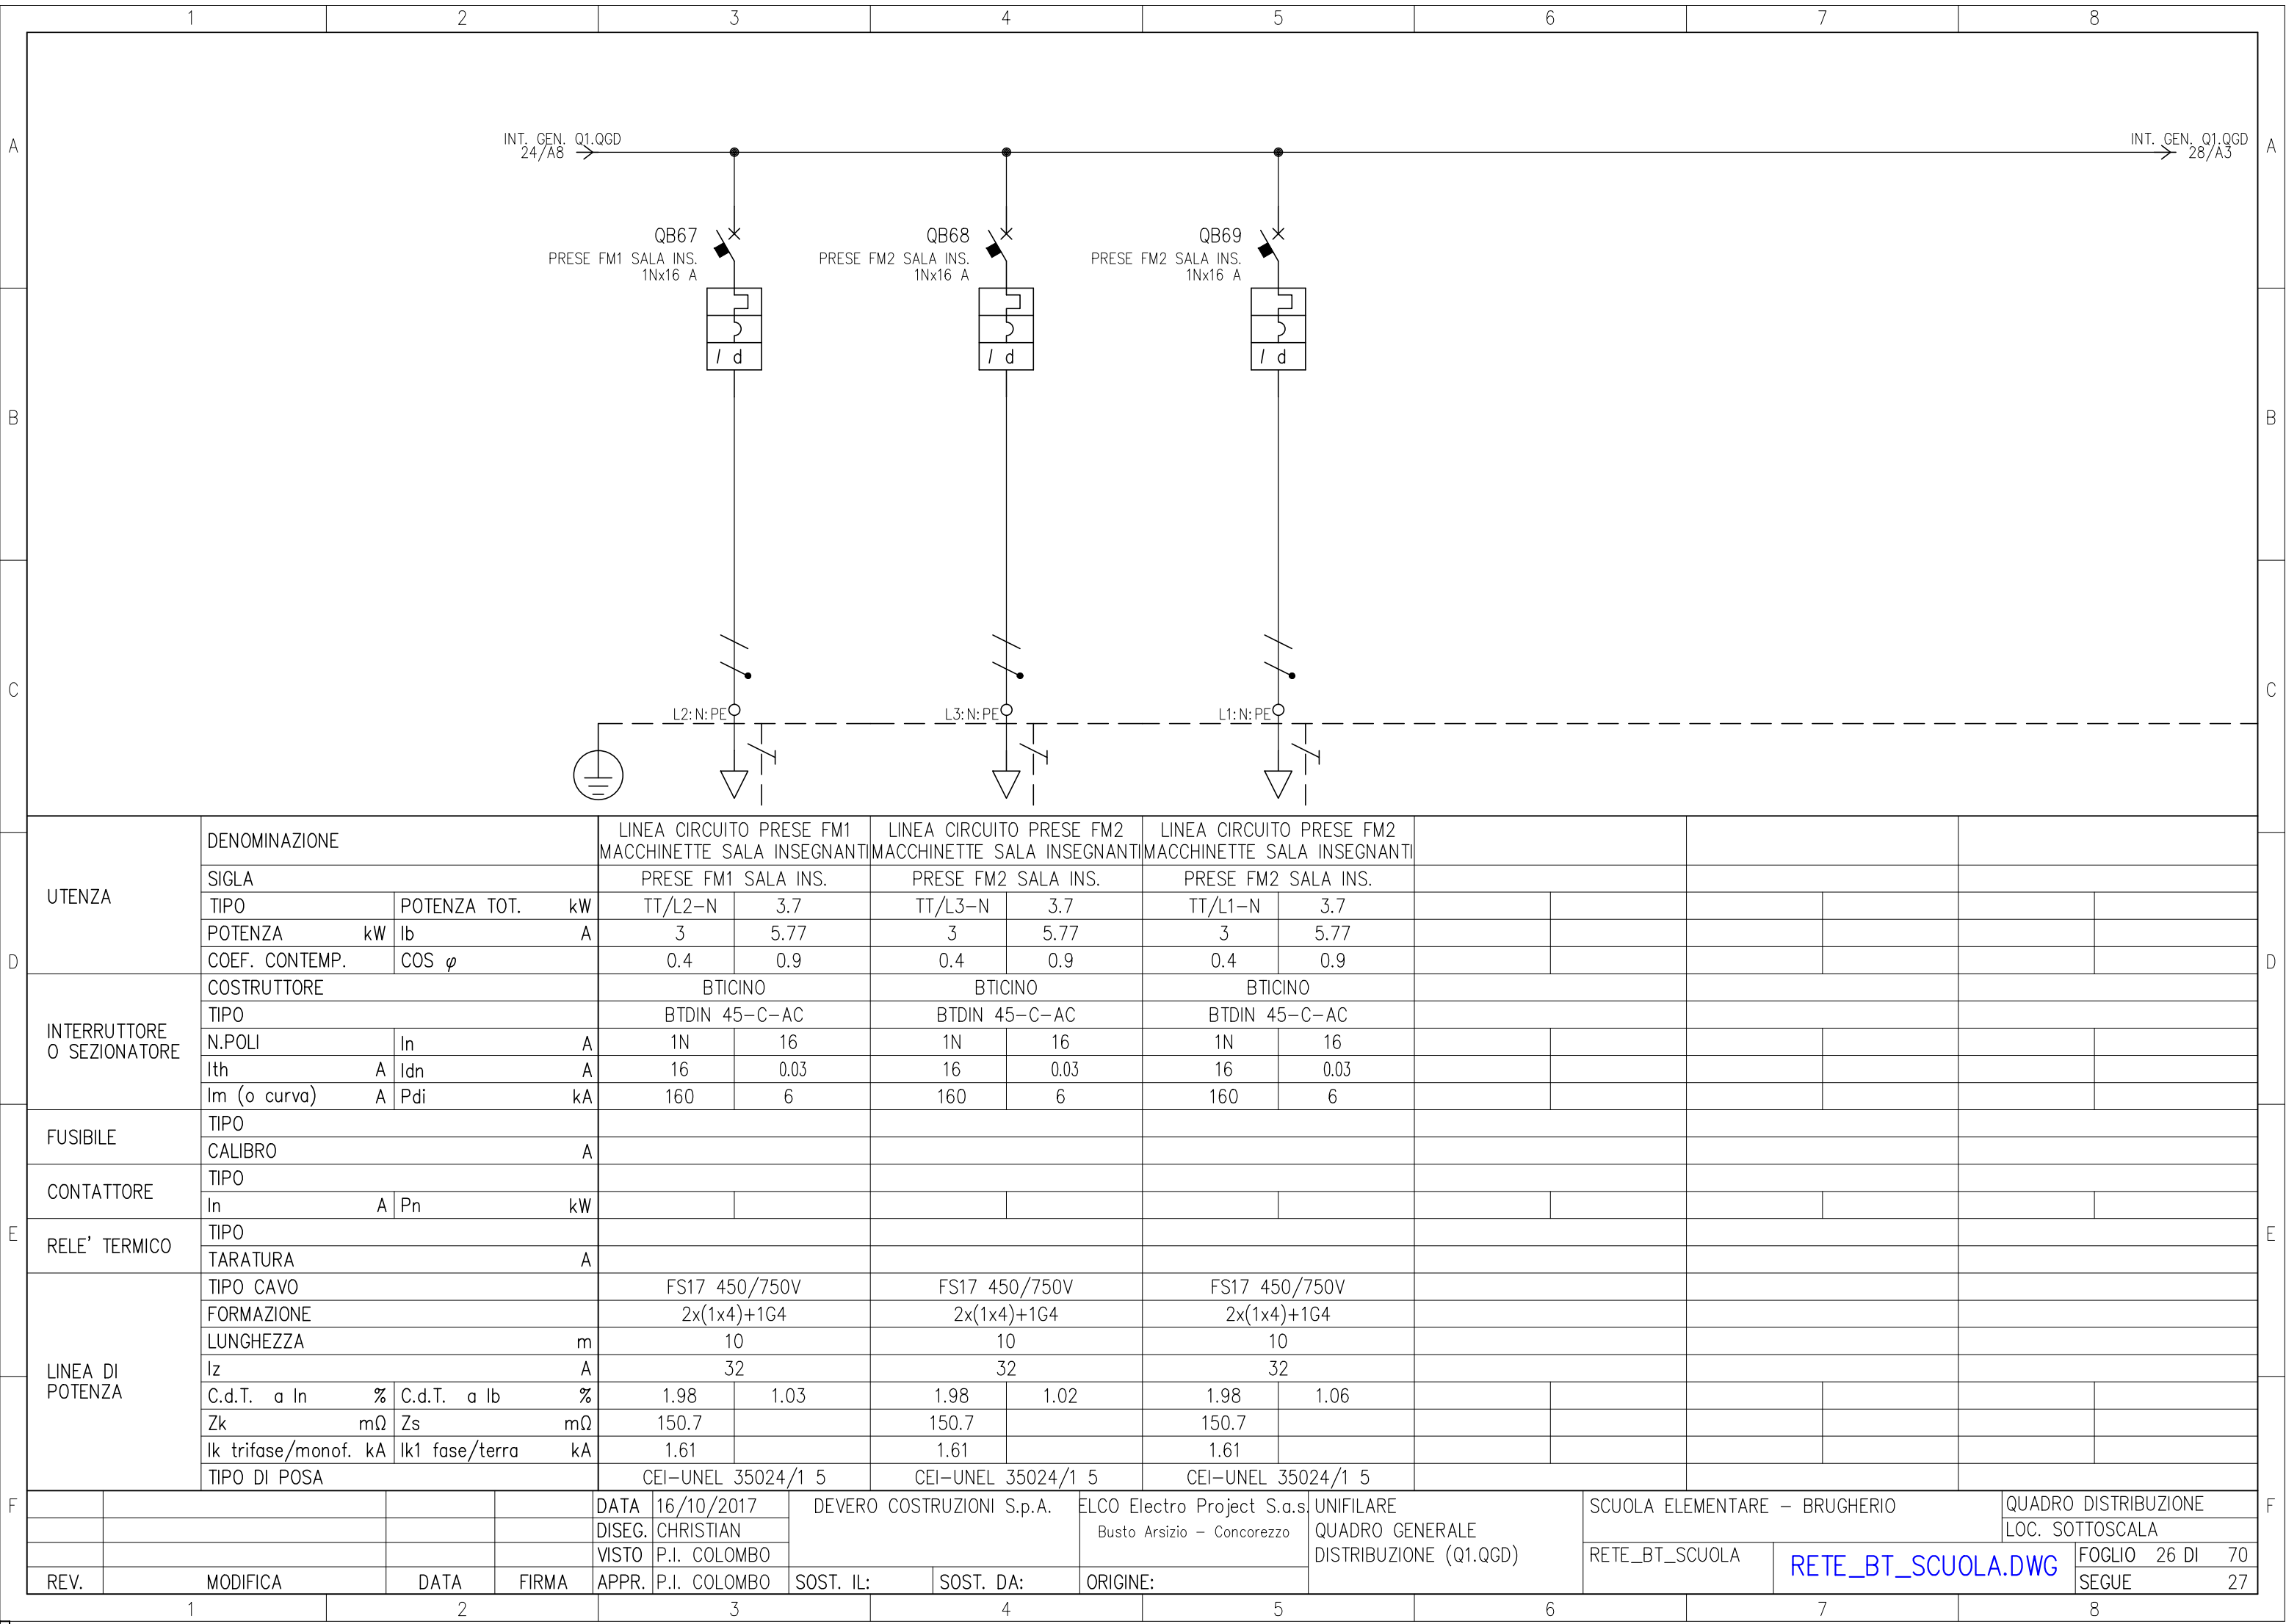 1 2 3 4 5 6 7 8
INT. GEN. Q1.QGD
24/A8
INT. GEN. Q1.QGD
28/A3
A A
QB67
PRESE FM1 SALA INS.
1Nx16 A
QB68
PRESE FM2 SALA INS.
1Nx16 A
QB69
PRESE FM2 SALA INS.
1Nx16 A
I d
I d
I d
B B
C C
L2:N:PE
L3:N:PE
L1:N:PE
UTENZA
DENOMINAZIONE
LINEA CIRCUITO PRESE FM1
MACCHINETTE SALA INSEGNANTI
LINEA CIRCUITO PRESE FM2
MACCHINETTE SALA INSEGNANTI
LINEA CIRCUITO PRESE FM2
MACCHINETTE SALA INSEGNANTI
SIGLA PRESE FM1 SALA INS. PRESE FM2 SALA INS. PRESE FM2 SALA INS.
TIPO POTENZA TOT. kW TT/L2-N 3.7 TT/L3-N 3.7 TT/L1-N 3.7
POTENZA kW Ib A 3 5.77 3 5.77 3 5.77
D COEF. CONTEMP. COS φ 0.4 0.9 0.4 0.9 0.4 0.9 D
INTERRUTTORE
O SEZIONATORE
COSTRUTTORE BTICINO BTICINO BTICINO
TIPO BTDIN 45-C-AC BTDIN 45-C-AC BTDIN 45-C-AC
N.POLI In A 1N 16 1N 16 1N 16
Ith A Idn A 16 0.03 16 0.03 16 0.03
Im (o curva) A Pdi kA 160 6 160 6 160 6
FUSIBILE
TIPO
CALIBRO A
CONTATTORE
TIPO
In A Pn kW
E E
RELE' TERMICO
TIPO
TARATURA A
LINEA DI
POTENZA
TIPO CAVO FS17 450/750V FS17 450/750V FS17 450/750V
FORMAZIONE 2x(1x4)+1G4 2x(1x4)+1G4 2x(1x4)+1G4
LUNGHEZZA m 10 10 10
Iz A 32 32 32
C.d.T. a In % C.d.T. a Ib % 1.98 1.03 1.98 1.02 1.98 1.06
Zk mΩ Zs mΩ 150.7 150.7 150.7
Ik trifase/monof. kA Ik1 fase/terra kA 1.61 1.61 1.61
TIPO DI POSA CEI-UNEL 35024/1 5 CEI-UNEL 35024/1 5 CEI-UNEL 35024/1 5
F F
DATA 16/10/2017
DISEG. CHRISTIAN
VISTO P.I. COLOMBO
REV. MODIFICA DATA FIRMA APPR. P.I. COLOMBO
DEVERO COSTRUZIONI S.p.A.
SOST. IL: SOST. DA: ORIGINE:
ELCO Electro Project S.a.s.
Busto Arsizio - Concorezzo
UNIFILARE
QUADRO GENERALE
DISTRIBUZIONE (Q1.QGD)
SCUOLA ELEMENTARE - BRUGHERIO
RETE_BT_SCUOLA
RETE_BT_SCUOLA.DWG
QUADRO DISTRIBUZIONE
LOC. SOTTOSCALA
FOGLIO 26 DI 70
SEGUE 27
1 2 3 4 5 6 7 8